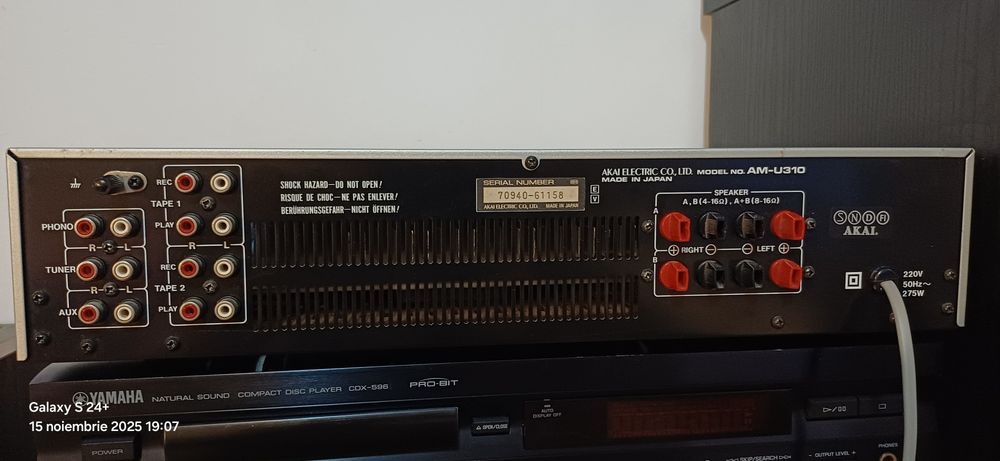 REC
TAPE 1
PHONO
PLAY
R L
R L
TUNER
REC
R L
TAPE 2
AUX
PLAY
SHOCK HAZARD—DO NOT OPEN!
RISQUE DE CHOC—NE PAS ENLEVER!
BERÜHRUNGSGEFAHR—NICHT ÖFFNEN!
SERIAL NUMBER
70940-61158
AKAI ELECTRIC CO., LTD. MADE IN JAPAN
E
V
AKAI ELECTRIC CO., LTD. MODEL NO. AM-U310
MADE IN JAPAN
SPEAKER
A, B (4-16Ω), A+B (8-16Ω)
A
⊕ RIGHT ⊖ ⊖ LEFT ⊕
B
S N D FI
AKAI
220V
50Hz~
275W
YAMAHA NATURAL SOUND COMPACT DISC PLAYER CDX-596 PRO-BIT
AUTO
DISPLAY OFF
OPEN/CLOSE
POWER
SKIP/SEARCH
- OUTPUT LEVEL +
PHONES
Galaxy S 24+
15 noiembrie 2025 19:07